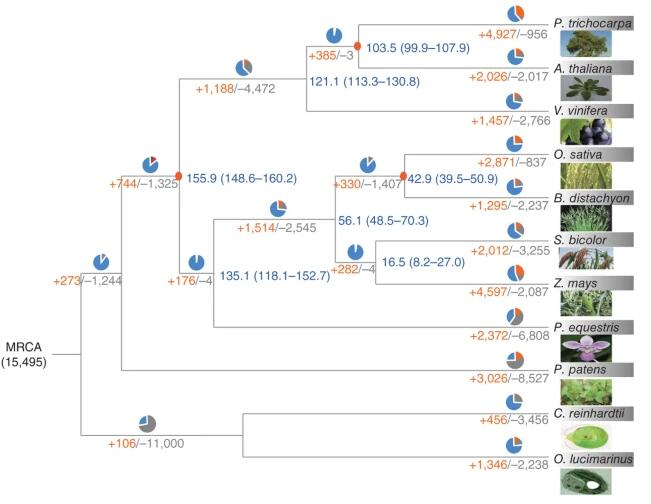 P. trichocarpa
+4,927/–956
+385/–3
103.5 (99.9–107.9)
A. thaliana
+1,188/–4,472
121.1 (113.3–130.8)
+2,026/–2,017
V. vinifera
+1,457/–2,766
O. sativa
+2,871/–837
+744/–1,325
155.9 (148.6–160.2)
+330/–1,407
42.9 (39.5–50.9)
B. distachyon
+1,295/–2,237
+1,514/–2,545
56.1 (48.5–70.3)
S. bicolor
+2,012/–3,255
+273/–1,244
+176/–4
135.1 (118.1–152.7)
+282/–4
16.5 (8.2–27.0)
Z. mays
+4,597/–2,087
P. equestris
+2,372/–6,808
MRCA
(15,495)
P. patens
+3,026/–8,527
C. reinhardtii
+456/–3,456
+106/–11,000
O. lucimarinus
+1,346/–2,238